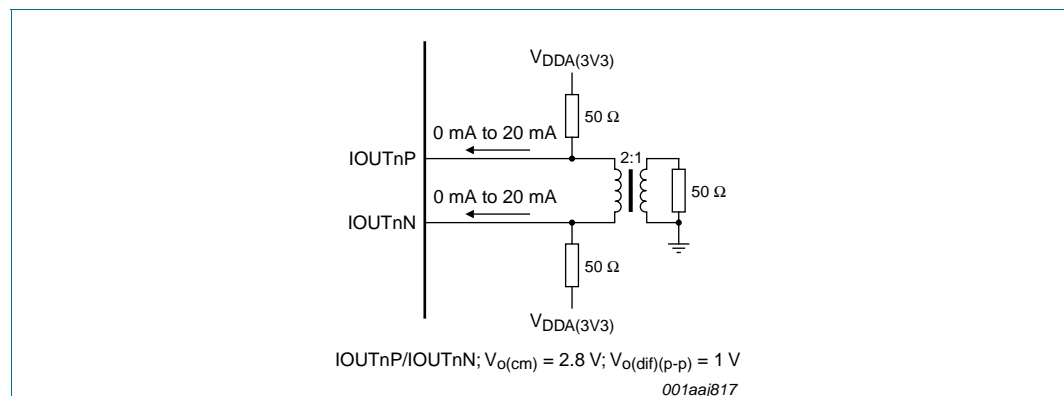 VDDA(3V3)
50 Ω
0 mA to 20 mA
IOUTnP
2:1
0 mA to 20 mA
50 Ω
IOUTnN
50 Ω
VDDA(3V3)
IOUTnP/IOUTnN; Vo(cm) = 2.8 V; Vo(dif)(p-p) = 1 V
001aaj817